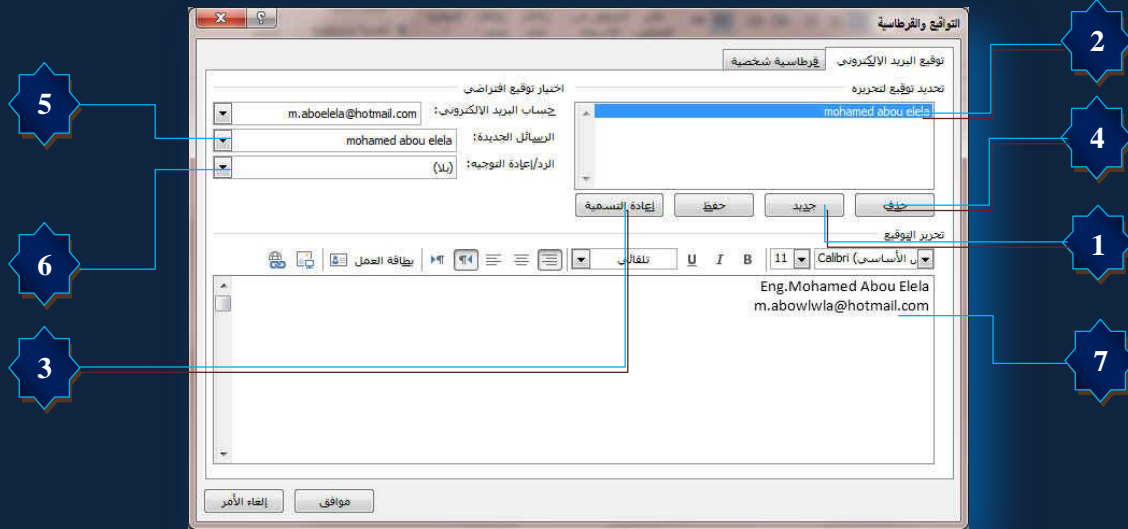 التواقيع والقرطاسية
توقيع البريد الإلكتروني
قرطاسية شخصية
تحديد توقيع لتحريره
mohamed abou elela
حذف
جديد
حفظ
إعادة التسمية
اختيار توقيع افتراضي
حساب البريد الالكتروني: m.aboelela@hotmail.com
الرسائل الجديدة: mohamed abou elela
الرد/إعادة التوجيه: (بلا)
تحرير التوقيع
Calibri (ن الأساسي 11 B I U تلقائي بطاقة العمل
Eng.Mohamed Abou Elela
m.abowlwla@hotmail.com
موافق
إلغاء الأمر
2
4
1
7
5
6
3